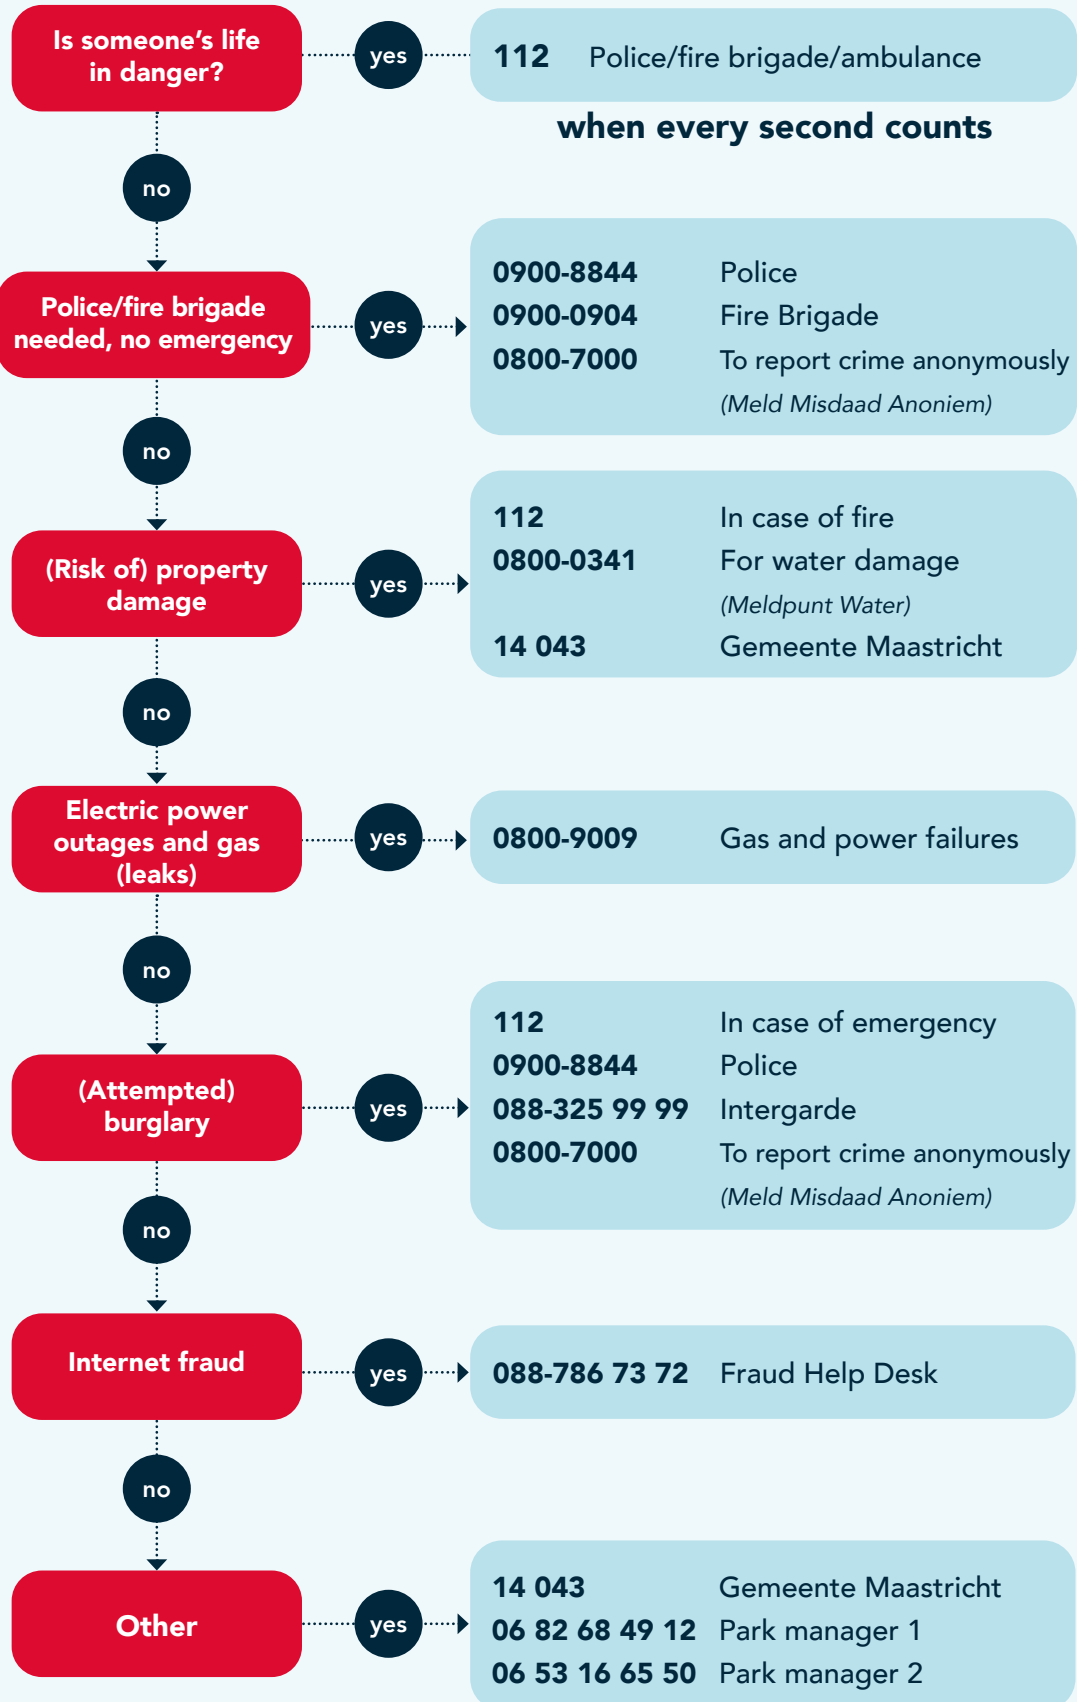 Is someone's life
in danger?
yes
112 Police/fire brigade/ambulance
when every second counts
no
Police/fire brigade
needed, no emergency
yes
0900-8844 Police
0900-0904 Fire Brigade
0800-7000 To report crime anonymously
(Meld Misdaad Anoniem)
no
(Risk of) property
damage
yes
112 In case of fire
0800-0341 For water damage
(Meldpunt Water)
14 043 Gemeente Maastricht
no
Electric power
outages and gas
(leaks)
yes
0800-9009 Gas and power failures
no
(Attempted)
burglary
yes
112 In case of emergency
0900-8844 Police
088-325 99 99 Intergarde
0800-7000 To report crime anonymously
(Meld Misdaad Anoniem)
no
Internet fraud
yes
088-786 73 72 Fraud Help Desk
no
Other
yes
14 043 Gemeente Maastricht
06 82 68 49 12 Park manager 1
06 53 16 65 50 Park manager 2